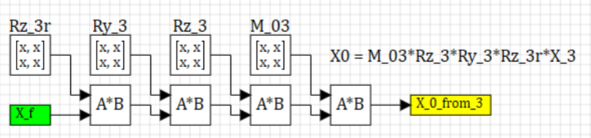 Rz_3r Ry_3 Rz_3 M_03
[x, x] [x, x] [x, x] [x, x]
[x, x] [x, x] [x, x] [x, x]
X0 = M_03*Rz_3*Ry_3*Rz_3r*X_3
X_f A*B A*B A*B A*B X_0_from_3